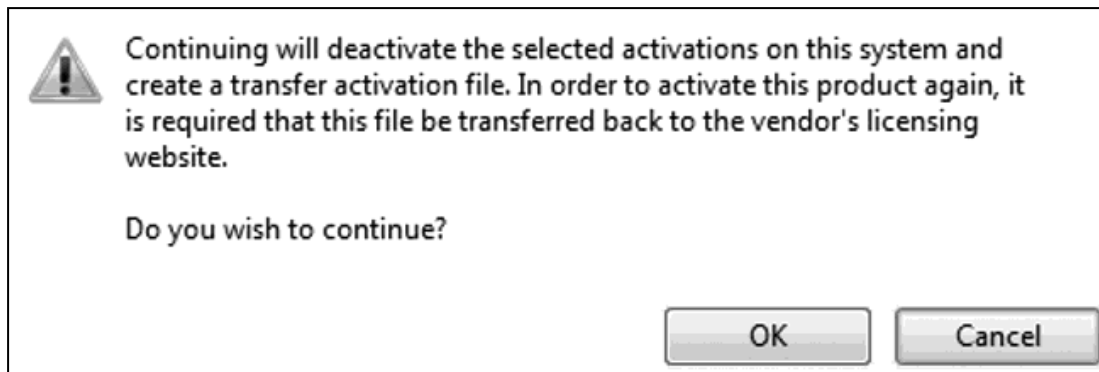 Continuing will deactivate the selected activations on this system and
create a transfer activation file. In order to activate this product again, it
is required that this file be transferred back to the vendor's licensing
website.
Do you wish to continue?
OK
Cancel